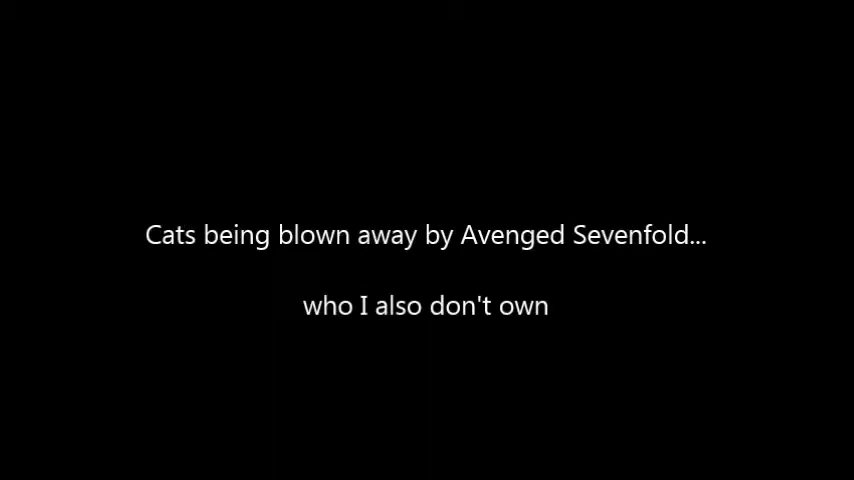 Cats being blown away by Avenged Sevenfold...
who I also don't own